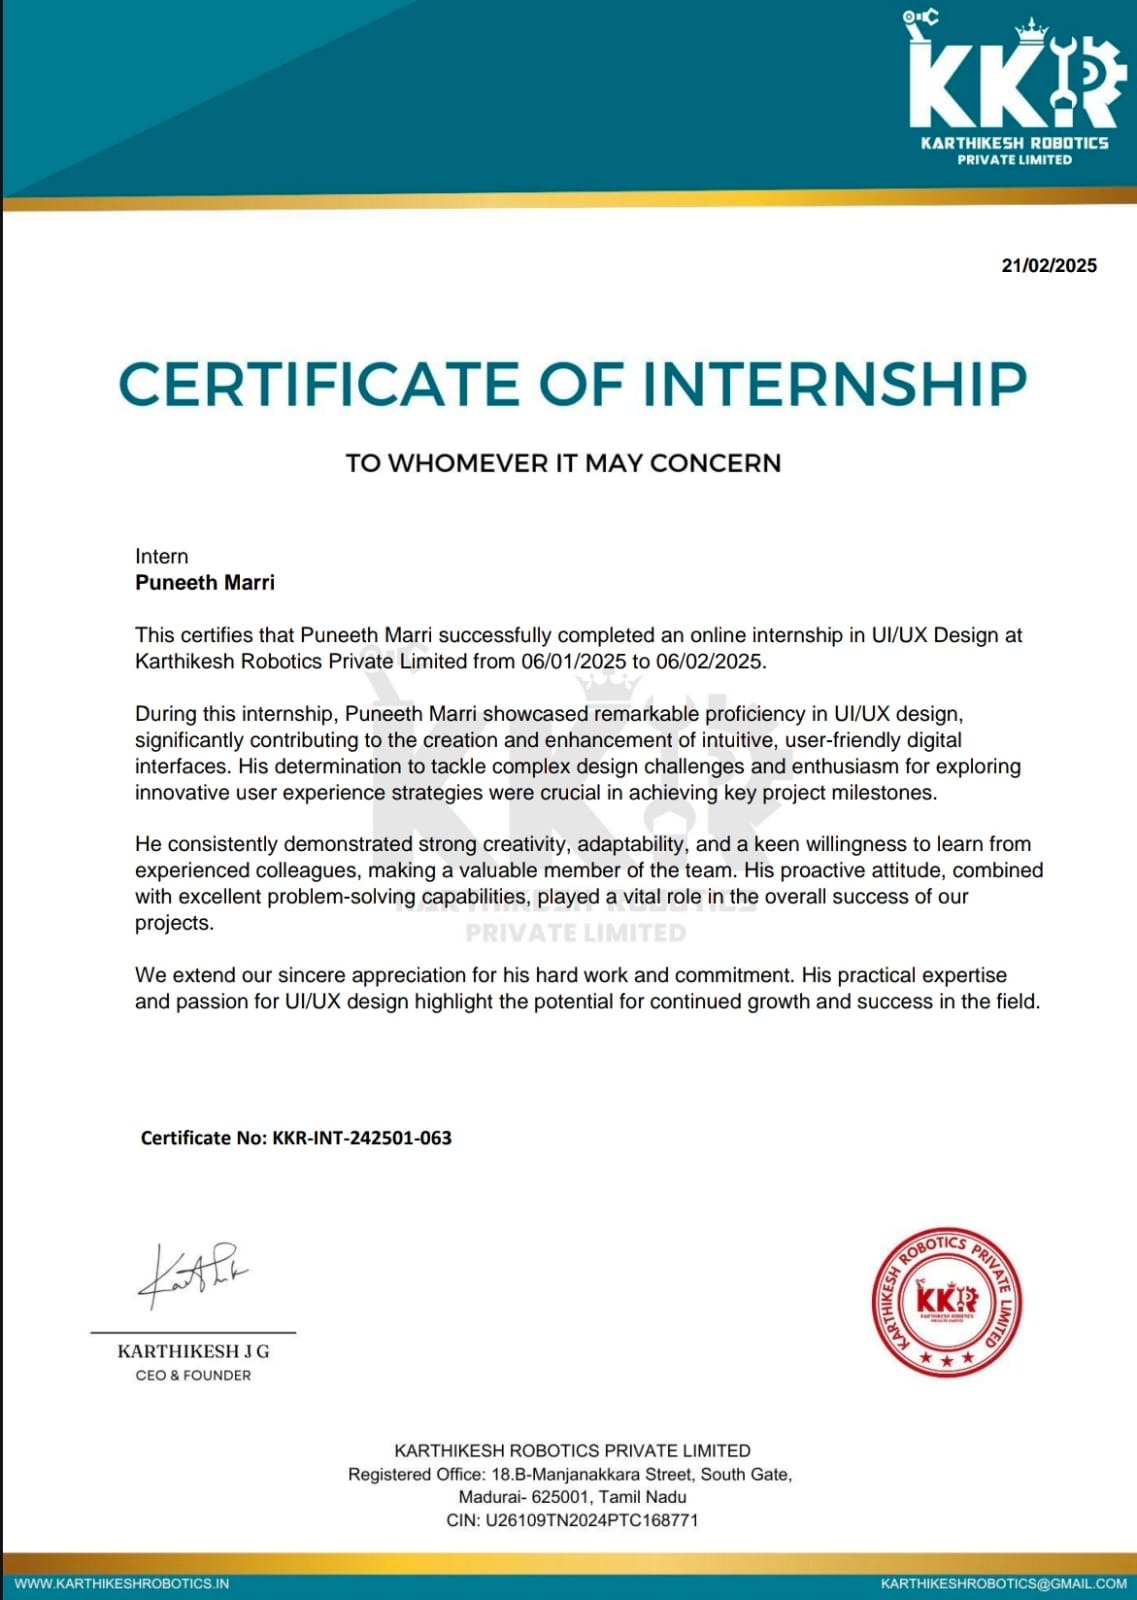 KKR
KARTHIKESH ROBOTICS
PRIVATE LIMITED
21/02/2025
CERTIFICATE OF INTERNSHIP
TO WHOMEVER IT MAY CONCERN
Intern
Puneeth Marri
This certifies that Puneeth Marri successfully completed an online internship in UI/UX Design at
Karthikesh Robotics Private Limited from 06/01/2025 to 06/02/2025.
During this internship, Puneeth Marri showcased remarkable proficiency in UI/UX design,
significantly contributing to the creation and enhancement of intuitive, user-friendly digital
interfaces. His determination to tackle complex design challenges and enthusiasm for exploring
innovative user experience strategies were crucial in achieving key project milestones.
He consistently demonstrated strong creativity, adaptability, and a keen willingness to learn from
experienced colleagues, making a valuable member of the team. His proactive attitude, combined
with excellent problem-solving capabilities, played a vital role in the overall success of our
projects.
We extend our sincere appreciation for his hard work and commitment. His practical expertise
and passion for UI/UX design highlight the potential for continued growth and success in the field.
KKR
KARTHIKESH ROBOTICS
PRIVATE LIMITED
Certificate No: KKR-INT-242501-063
Karthik
KARTHIKESH J G
CEO & FOUNDER
KARTHIKESH ROBOTICS PRIVATE LIMITED
KKR
KARTHIKESH ROBOTICS
PRIVATE LIMITED
KARTHIKESH ROBOTICS PRIVATE LIMITED
Registered Office: 18.B-Manjanakkara Street, South Gate,
Madurai- 625001, Tamil Nadu
CIN: U26109TN2024PTC168771
WWW.KARTHIKESHROBOTICS.IN
KARTHIKESHROBOTICS@GMAIL.COM